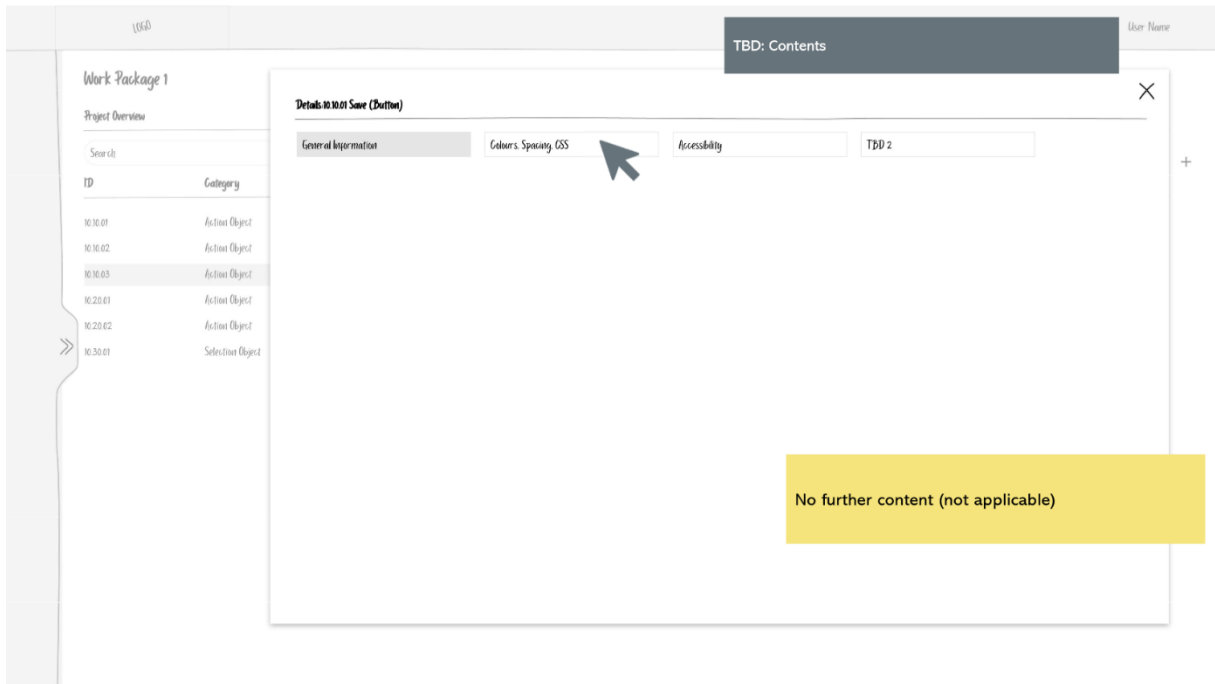 LOGO
User Name
TBD: Contents
Work Package 1
Project Overview
Search
ID Category
10.10.01 Action Object
10.10.02 Action Object
10.10.03 Action Object
10.20.01 Action Object
10.20.02 Action Object
10.30.01 Selection Object
Details:10.10.01 Save (Button)
General Information
Colours, Spacing, CSS
Accessibility
TBD 2
No further content (not applicable)